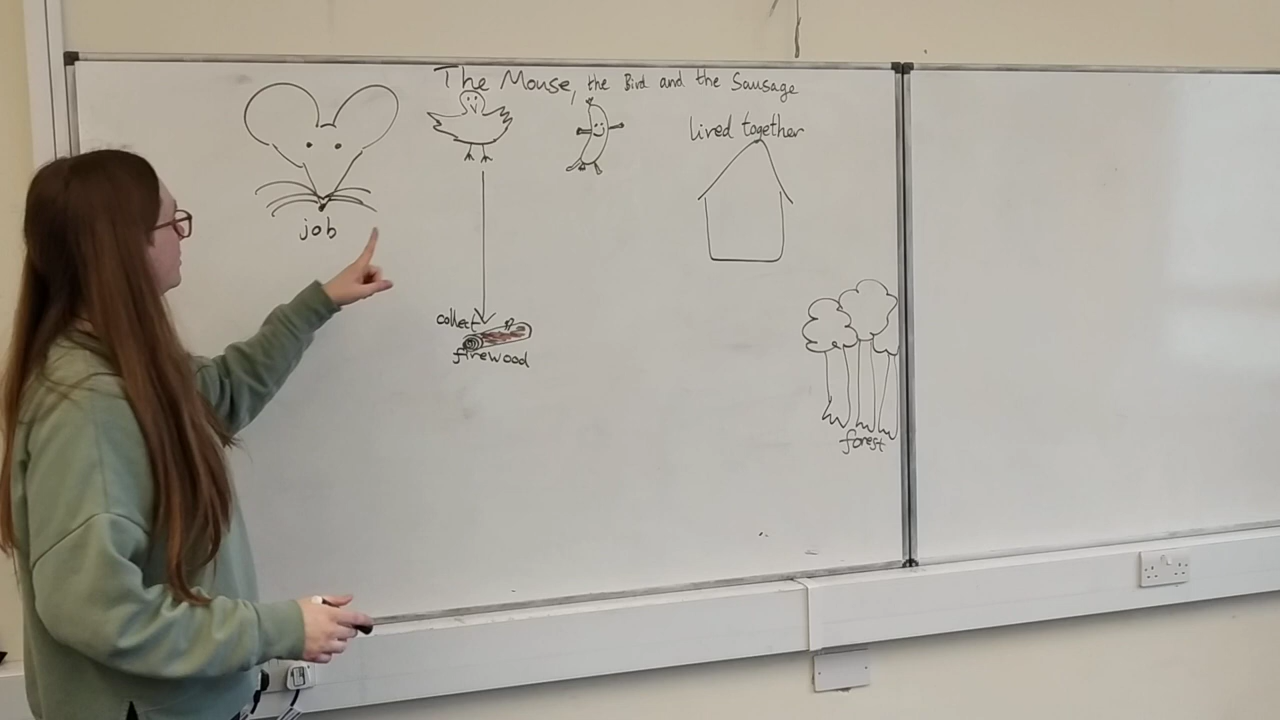 The Mouse, the Bird and the Sausage
lived together
job
collect
firewood
forest